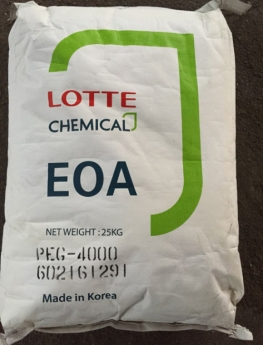 LOTTE
CHEMICAL
EOA
NET WEIGHT : 25KG
PEG-4000
602161291
Made in Korea